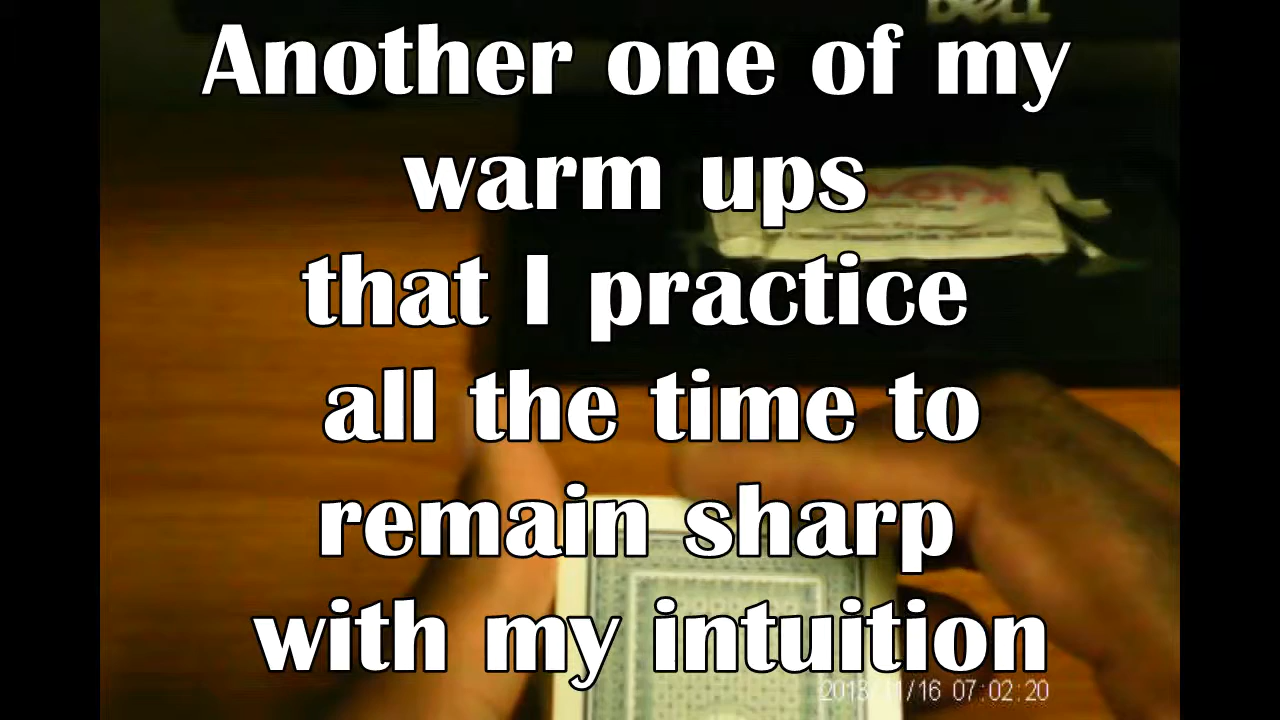 DELL
Another one of my
warm ups
that I practice
all the time to
remain sharp
with my intuition
2013/11/16 07:02:20